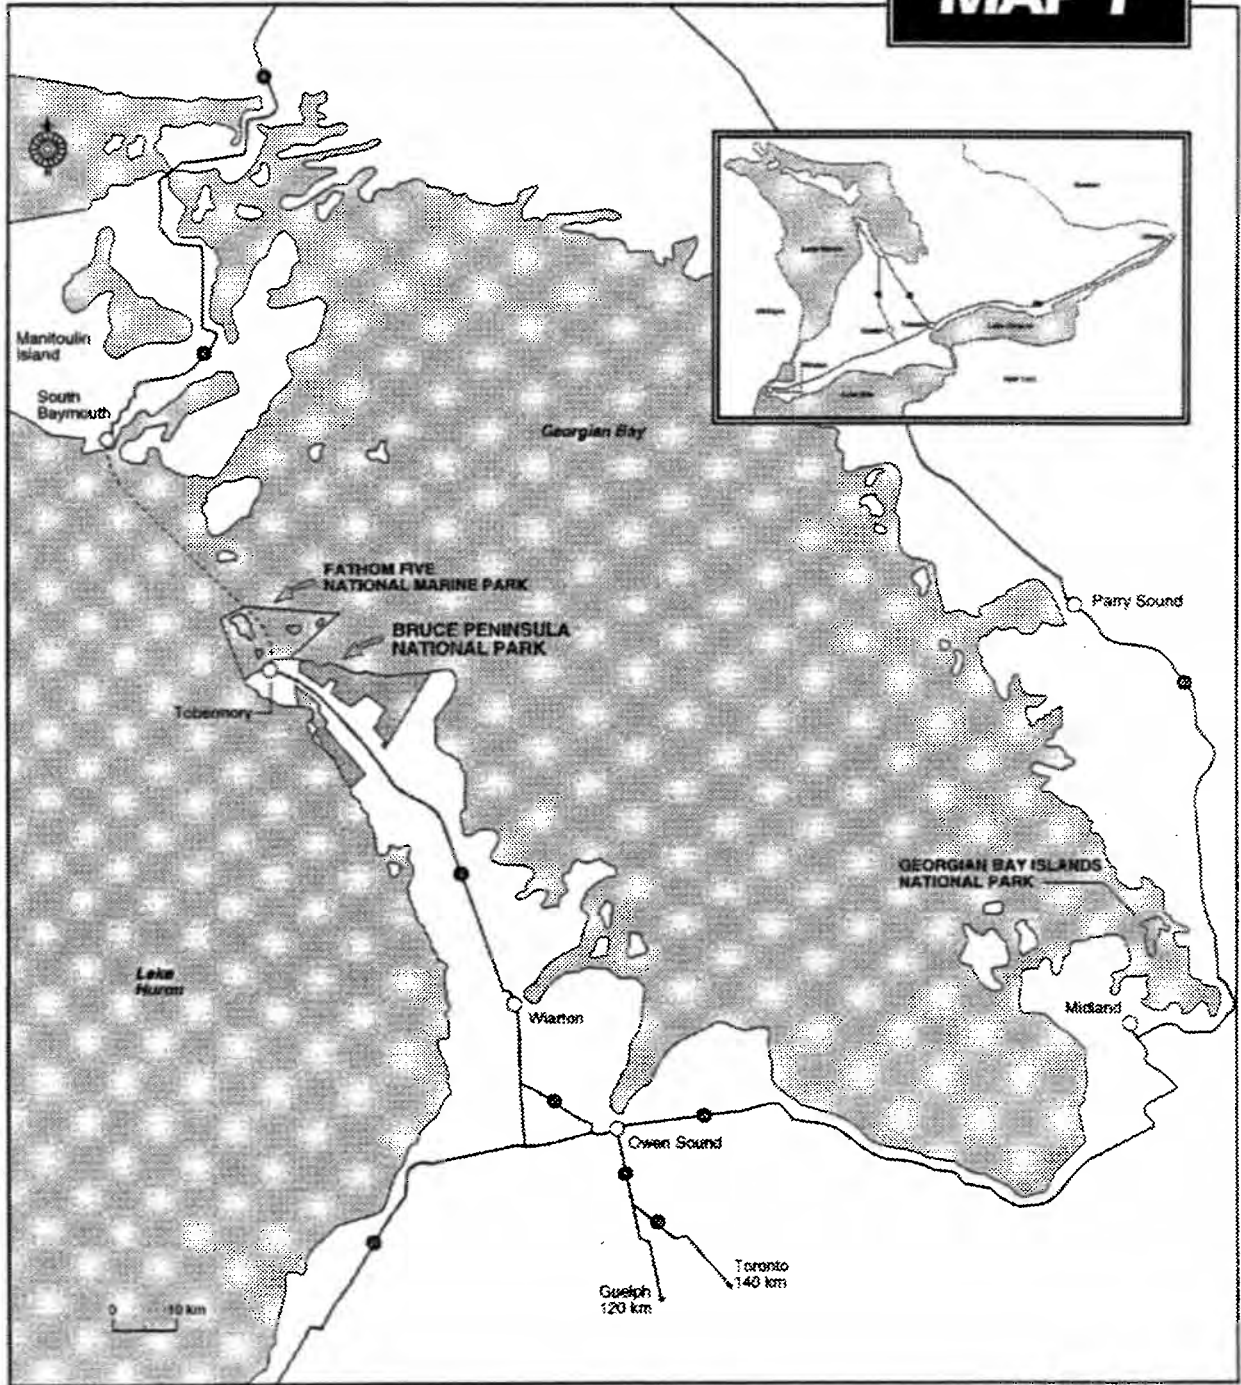 MAP 1
Manitoulin
Island
South
Baymouth
Georgian Bay
FATHOM FIVE
NATIONAL MARINE PARK
BRUCE PENINSULA
NATIONAL PARK
Parry Sound
Tobermory
GEORGIAN BAY ISLANDS
NATIONAL PARK
Lake
Huron
Wiarton
Midland
Owen Sound
Toronto
140 km
Guelph
120 km
0 10 km